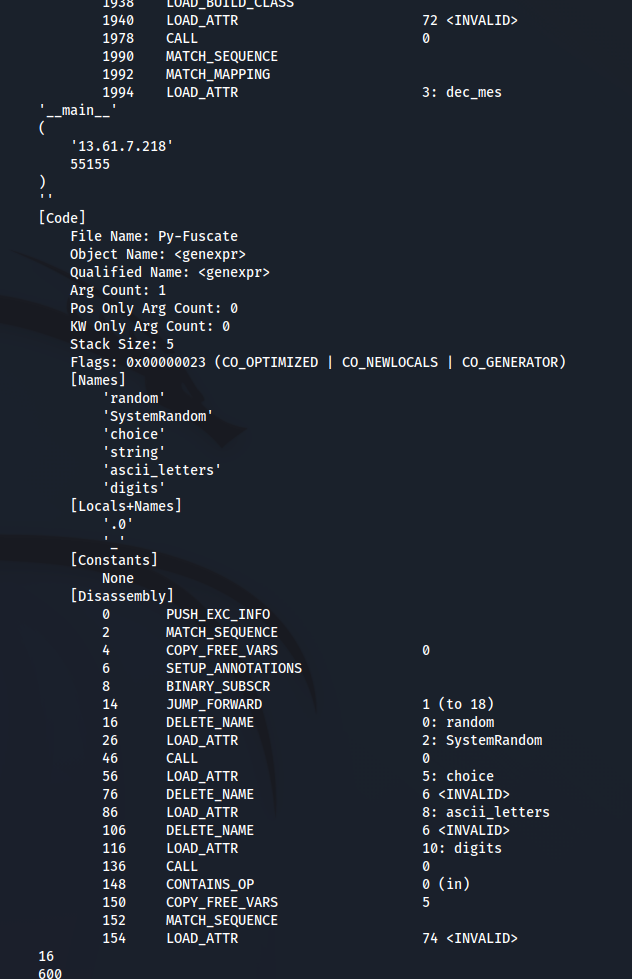 1938 LOAD_BUILD_CLASS
1940 LOAD_ATTR 72 <INVALID>
1978 CALL 0
1990 MATCH_SEQUENCE
1992 MATCH_MAPPING
1994 LOAD_ATTR 3: dec_mes
'__main__'
(
'13.61.7.218'
55155
)
''
[Code]
File Name: Py-Fuscate
Object Name: <genexpr>
Qualified Name: <genexpr>
Arg Count: 1
Pos Only Arg Count: 0
KW Only Arg Count: 0
Stack Size: 5
Flags: 0x00000023 (CO_OPTIMIZED | CO_NEWLOCALS | CO_GENERATOR)
[Names]
'random'
'SystemRandom'
'choice'
'string'
'ascii_letters'
'digits'
[Locals+Names]
'.0'
'_'
[Constants]
None
[Disassembly]
0 PUSH_EXC_INFO
2 MATCH_SEQUENCE
4 COPY_FREE_VARS 0
6 SETUP_ANNOTATIONS
8 BINARY_SUBSCR
14 JUMP_FORWARD 1 (to 18)
16 DELETE_NAME 0: random
26 LOAD_ATTR 2: SystemRandom
46 CALL 0
56 LOAD_ATTR 5: choice
76 DELETE_NAME 6 <INVALID>
86 LOAD_ATTR 8: ascii_letters
106 DELETE_NAME 6 <INVALID>
116 LOAD_ATTR 10: digits
136 CALL 0
148 CONTAINS_OP 0 (in)
150 COPY_FREE_VARS 5
152 MATCH_SEQUENCE
154 LOAD_ATTR 74 <INVALID>
16
600